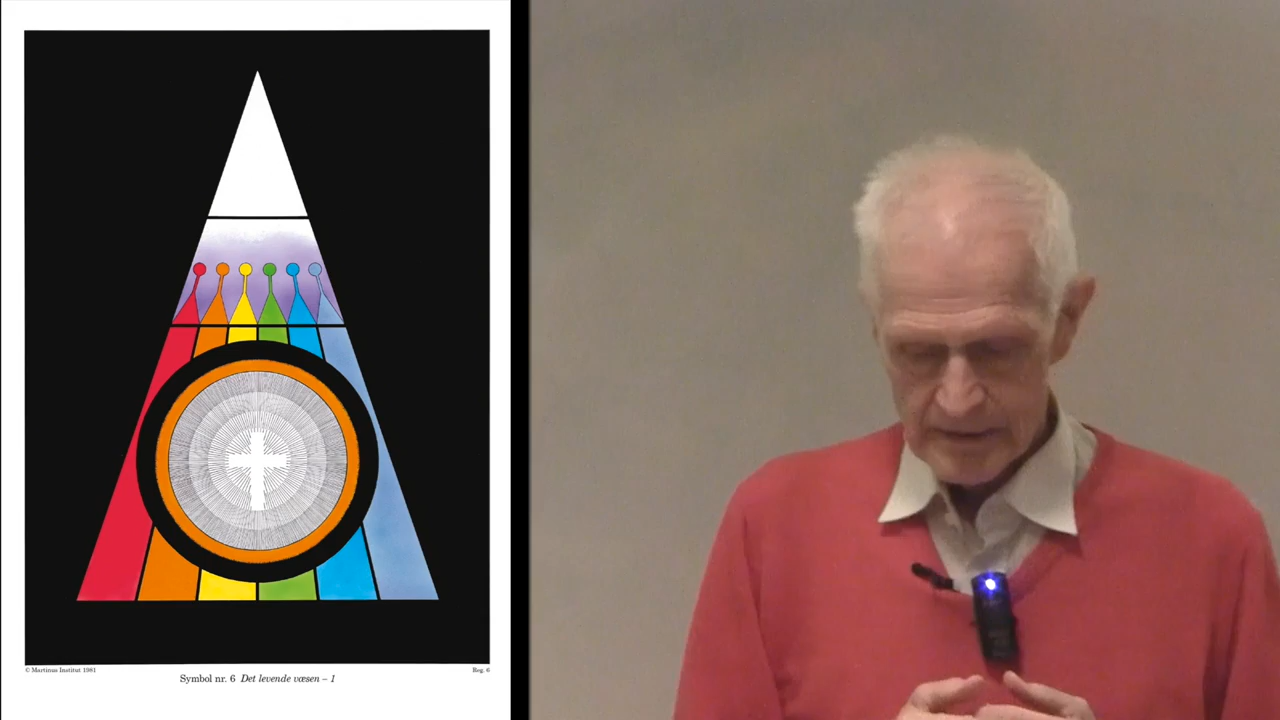 © Martinus Institut 1981
Reg. 6
Symbol nr. 6 Det levende væsen – 1